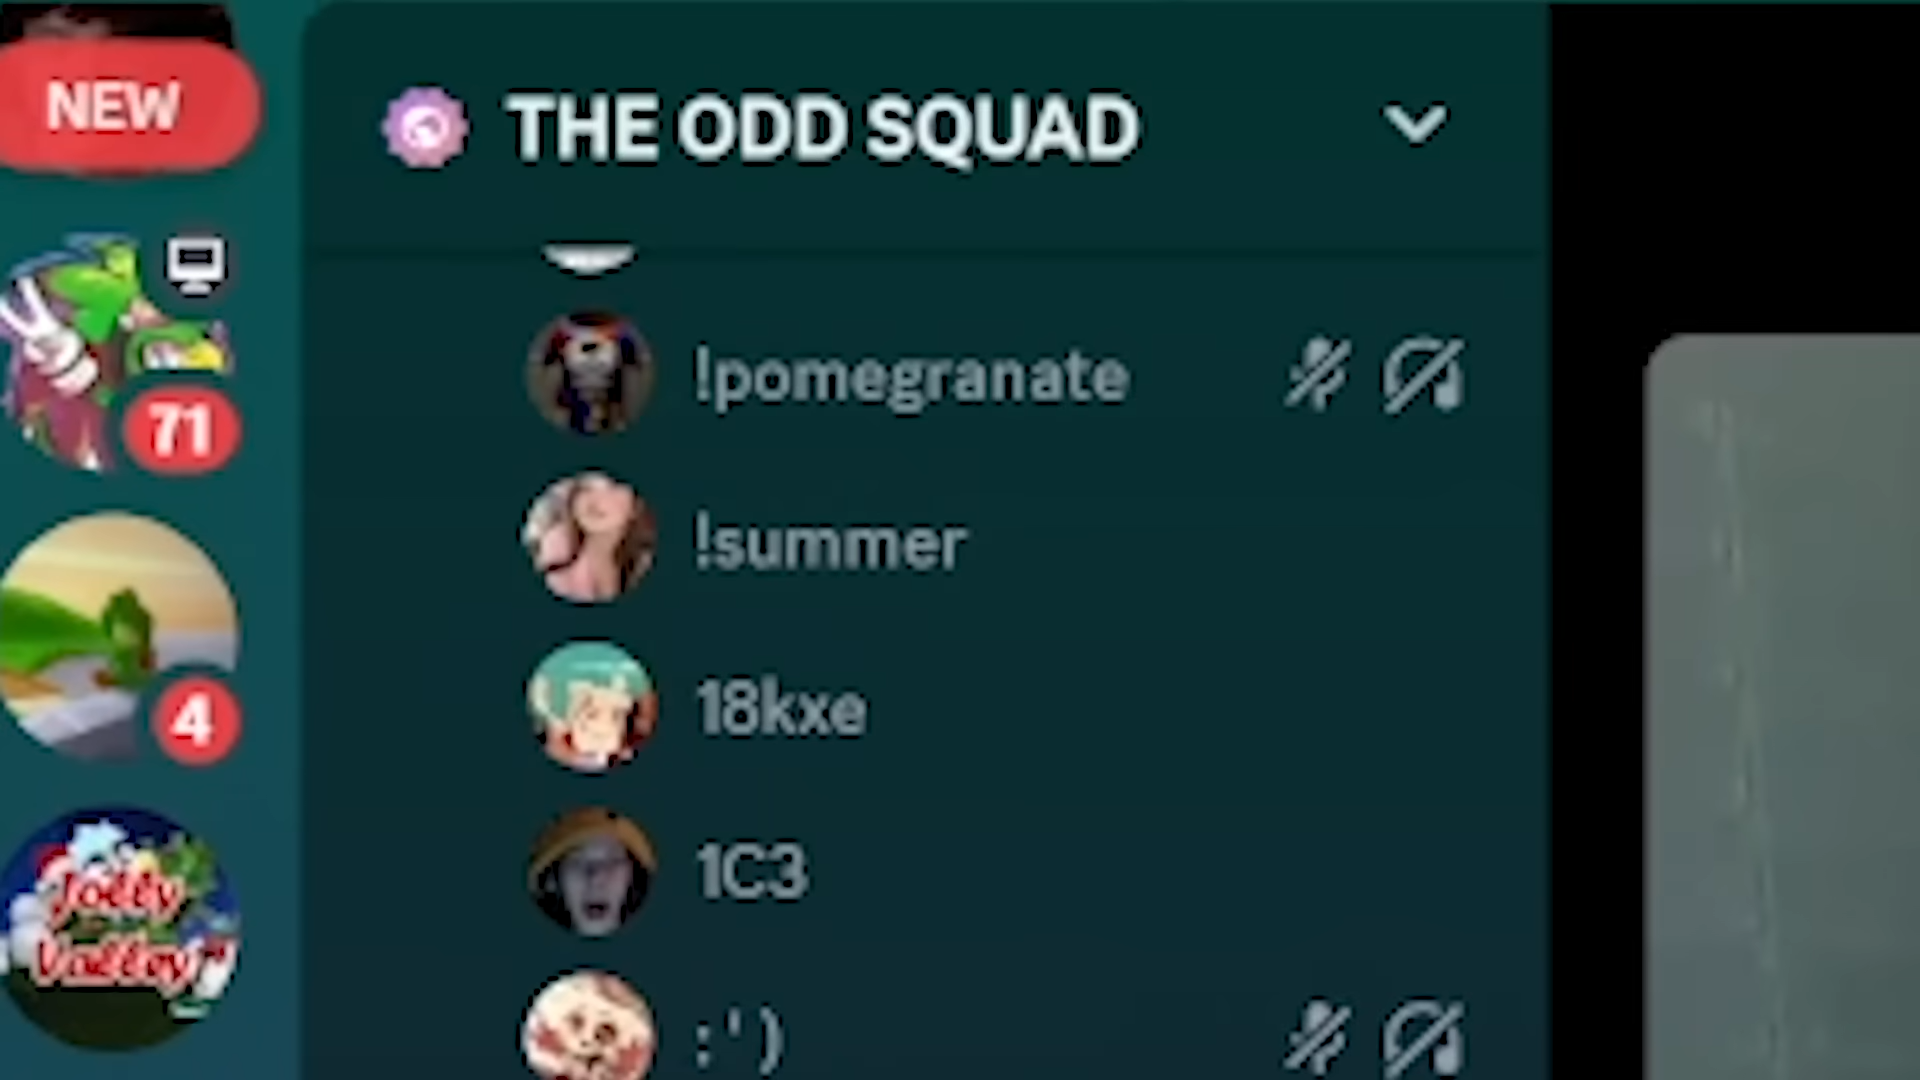 NEW
THE ODD SQUAD
71
!pomegranate
!summer
4
18kxe
Jolly
Valley
1C3
:')